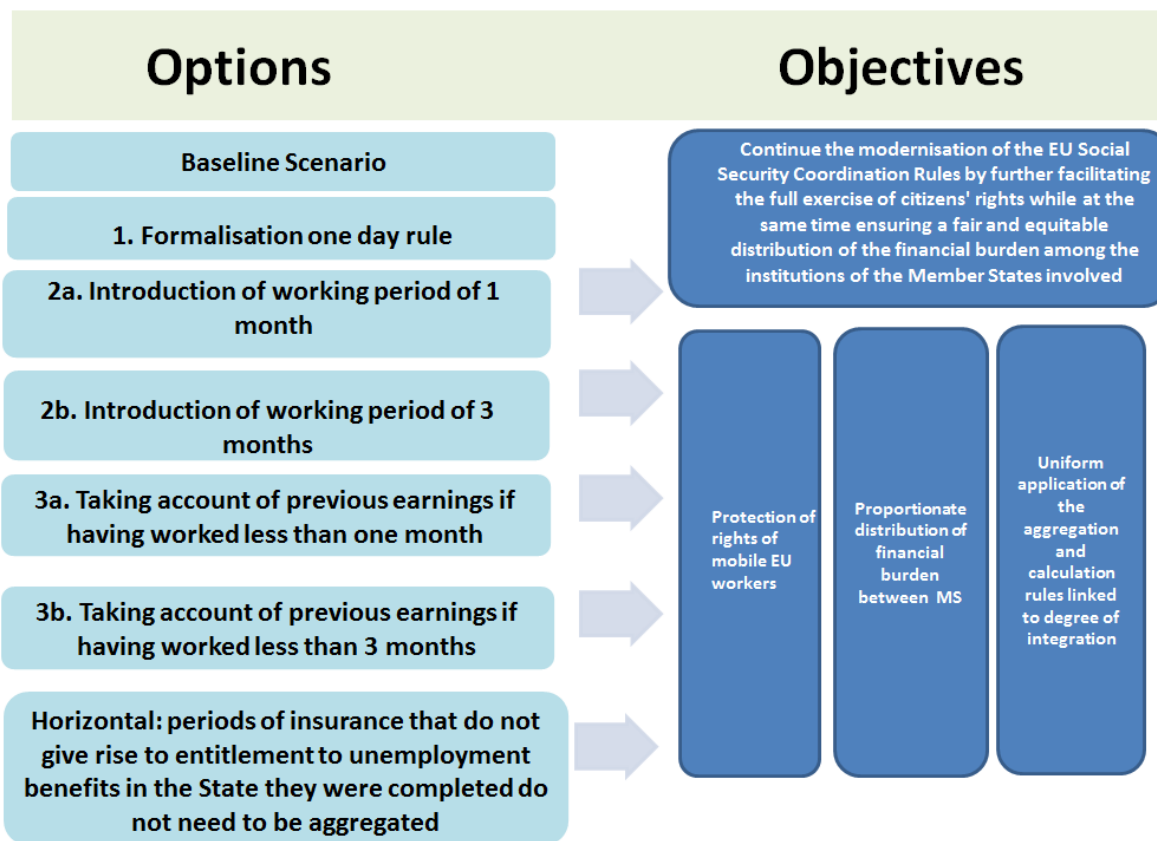 Options
Objectives
Baseline Scenario
1. Formalisation one day rule
2a. Introduction of working period of 1
month
2b. Introduction of working period of 3
months
3a. Taking account of previous earnings if
having worked less than one month
3b. Taking account of previous earnings if
having worked less than 3 months
Horizontal: periods of insurance that do not
give rise to entitlement to unemployment
benefits in the State they were completed do
not need to be aggregated
Continue the modernisation of the EU Social
Security Coordination Rules by further facilitating
the full exercise of citizens' rights while at the
same time ensuring a fair and equitable
distribution of the financial burden among the
institutions of the Member States involved
Protection of
rights of
mobile EU
workers
Proportionate
distribution of
financial
burden
between MS
Uniform
application of
the
aggregation
and
calculation
rules linked
to degree of
integration